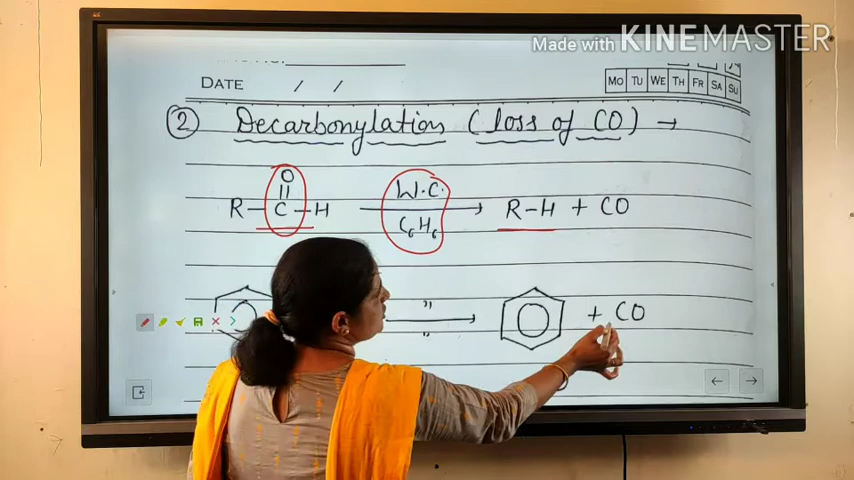 Made with KINEMASTER
DATE / /
MO TU WE TH FR SA SU
② Decarbonylation (loss of CO) →
O
R—C—H W.C. C6H6 → R-H + CO
" " → + CO